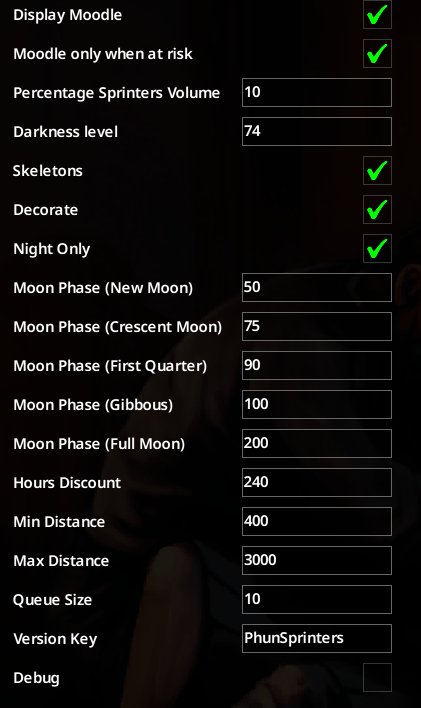 Display Moodle
Moodle only when at risk
Percentage Sprinters Volume 10
Darkness level 74
Skeletons
Decorate
Night Only
Moon Phase (New Moon) 50
Moon Phase (Crescent Moon) 75
Moon Phase (First Quarter) 90
Moon Phase (Gibbous) 100
Moon Phase (Full Moon) 200
Hours Discount 240
Min Distance 400
Max Distance 3000
Queue Size 10
Version Key PhunSprinters
Debug